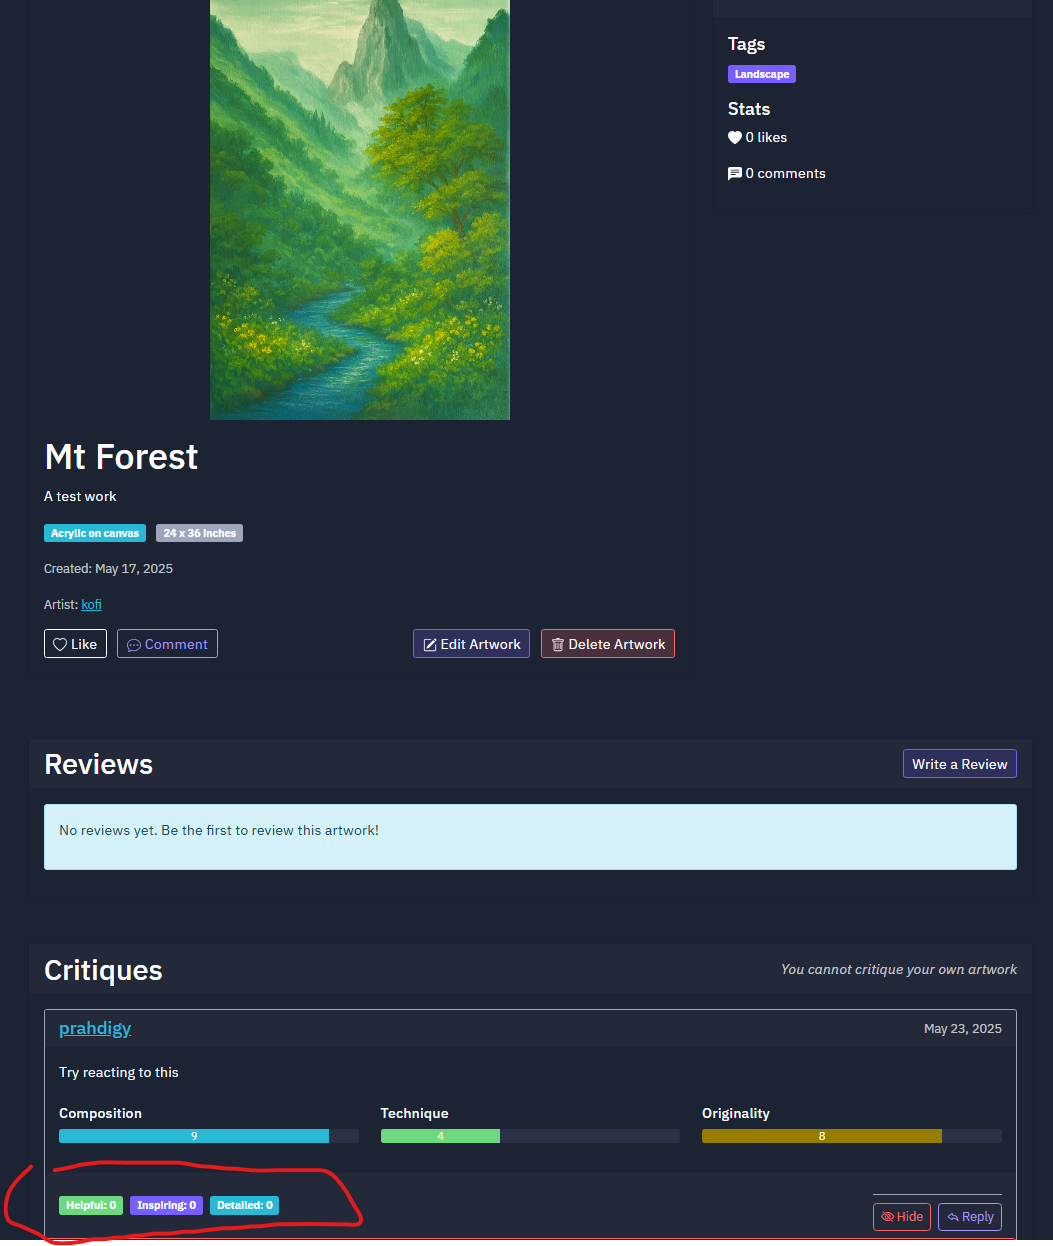 Tags
Landscape
Stats
0 likes
0 comments
Mt Forest
A test work
Acrylic on canvas 24 x 36 inches
Created: May 17, 2025
Artist: kofi
Like Comment Edit Artwork Delete Artwork
Reviews Write a Review
No reviews yet. Be the first to review this artwork!
Critiques You cannot critique your own artwork
prahdigy May 23, 2025
Try reacting to this
Composition Technique Originality
9 4 8
Helpful: 0 Inspiring: 0 Detailed: 0
Hide Reply